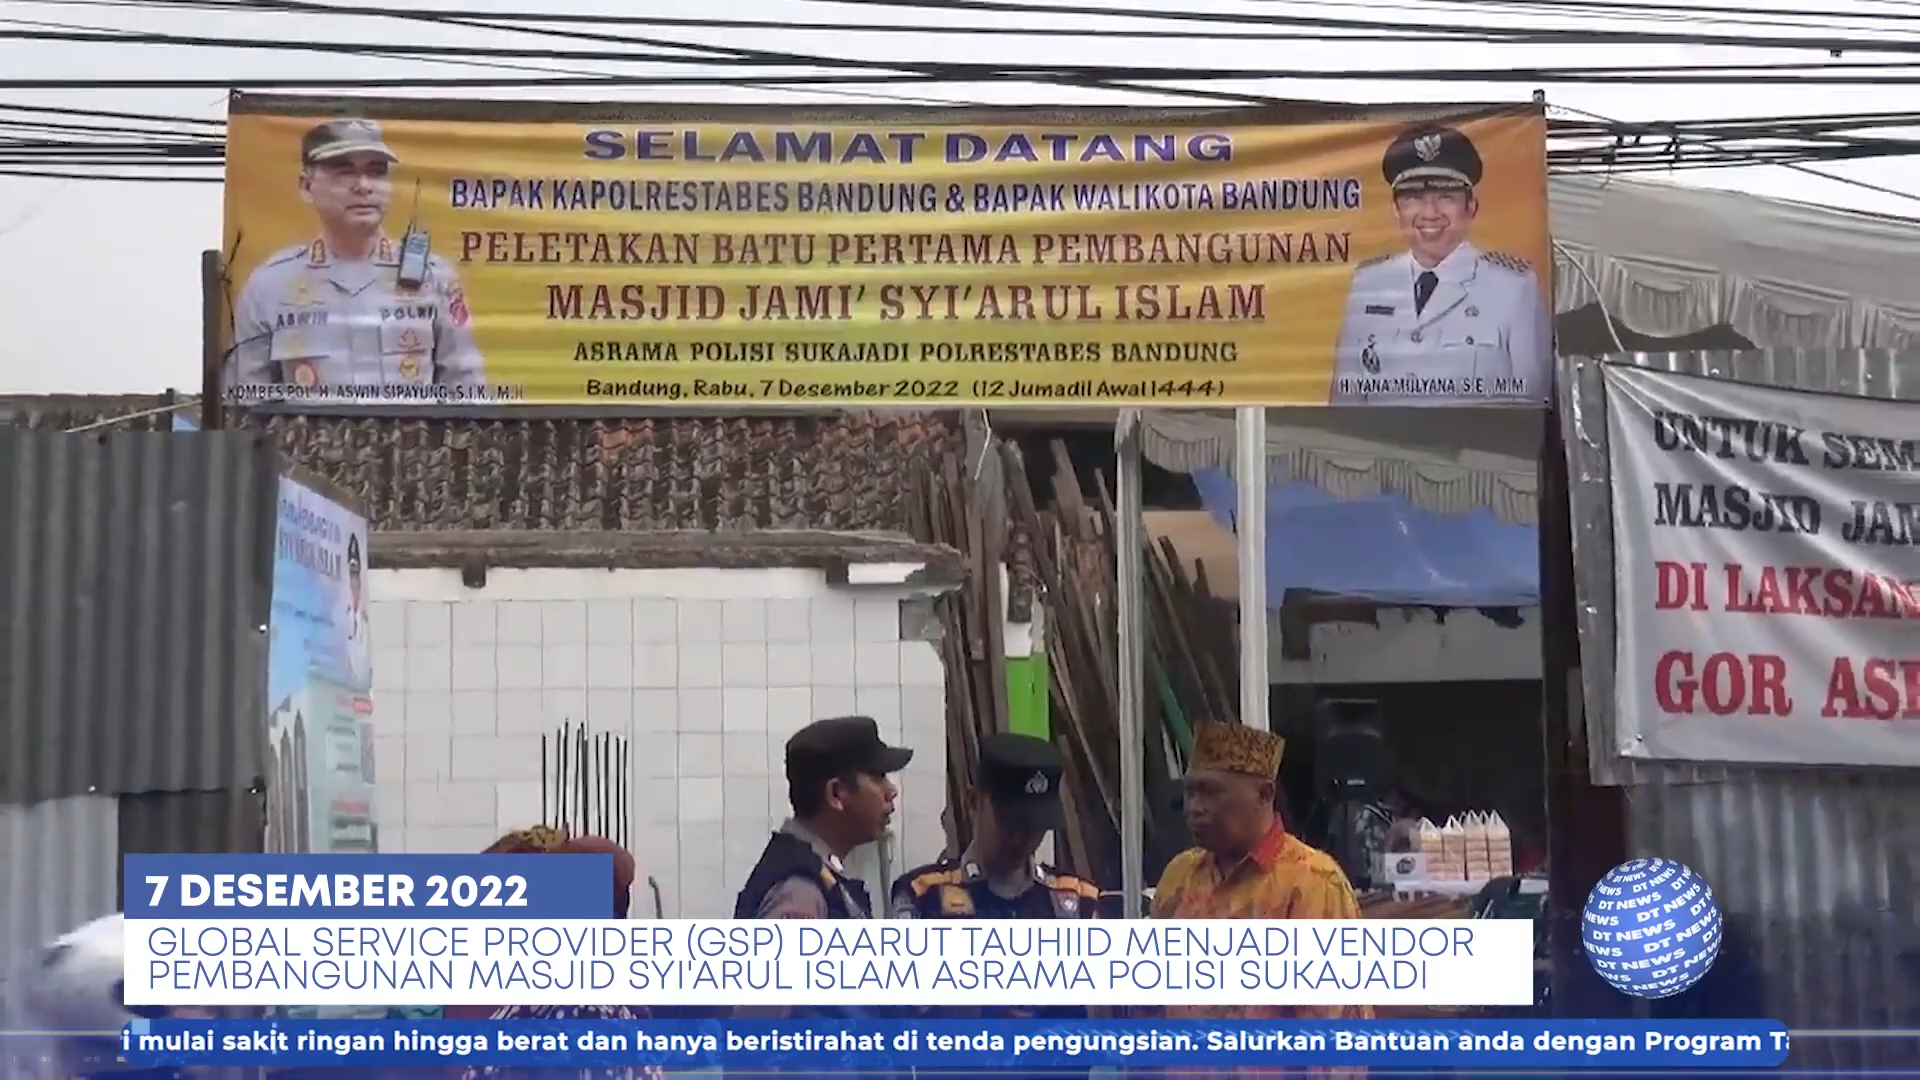 SELAMAT DATANG
BAPAK KAPOLRESTABES BANDUNG & BAPAK WALIKOTA BANDUNG
PELETAKAN BATU PERTAMA PEMBANGUNAN
MASJID JAMI' SYI'ARUL ISLAM
ASRAMA POLISI SUKAJADI POLRESTABES BANDUNG
Bandung, Rabu, 7 Desember 2022 (12 Jumadil Awal 1444)
ASWIN POLRI
KOMBES POL. H. ASWIN SIPAYUNG, S.I.K., M.H
H. YANA MULYANA, S.E., M.M
UNTUK SEM
MASJID JAM
DI LAKSAN
GOR ASR
7 DESEMBER 2022
GLOBAL SERVICE PROVIDER (GSP) DAARUT TAUHIID MENJADI VENDOR
PEMBANGUNAN MASJID SYI'ARUL ISLAM ASRAMA POLISI SUKAJADI
DT NEWS
i mulai sakit ringan hingga berat dan hanya beristirahat di tenda pengungsian. Salurkan Bantuan anda dengan Program Ta